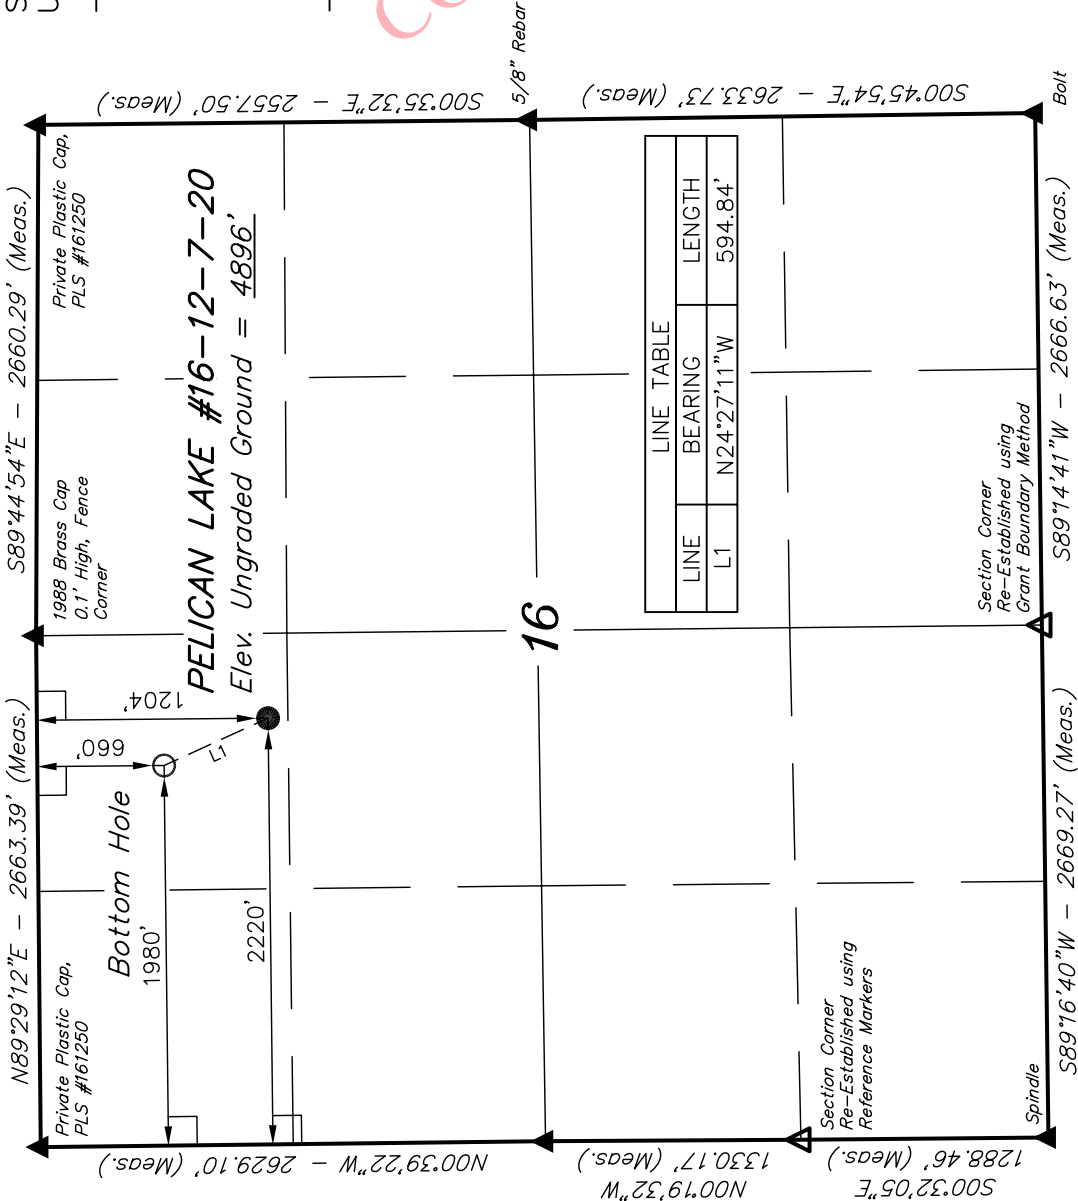 S89°44'54"E - 2660.29' (Meas.)
N89°29'12"E - 2663.39' (Meas.)
5/8" Rebar
Bolt
S00°35'32"E - 2557.50' (Meas.)
S00°45'54"E - 2633.73' (Meas.)
Private Plastic Cap,
PLS #161250
1988 Brass Cap
0.1' High, Fence
Corner
Private Plastic Cap,
PLS #161250
PELICAN LAKE #16-12-7-20
Elev. Ungraded Ground = 4896'
1204'
660'
L1
Bottom Hole
1980'
2220'
16
LINE TABLE
LINE BEARING LENGTH
L1 N24°27'11"W 594.84'
Section Corner
Re-Established using
Grant Boundary Method
Section Corner
Re-Established using
Reference Markers
Spindle
S89°14'41"W - 2666.63' (Meas.)
S89°16'40"W - 2669.27' (Meas.)
N00°39'22"W - 2629.10' (Meas.)
N00°19'32"W
1330.17' (Meas.)
S00°32'05"E
1288.46' (Meas.)